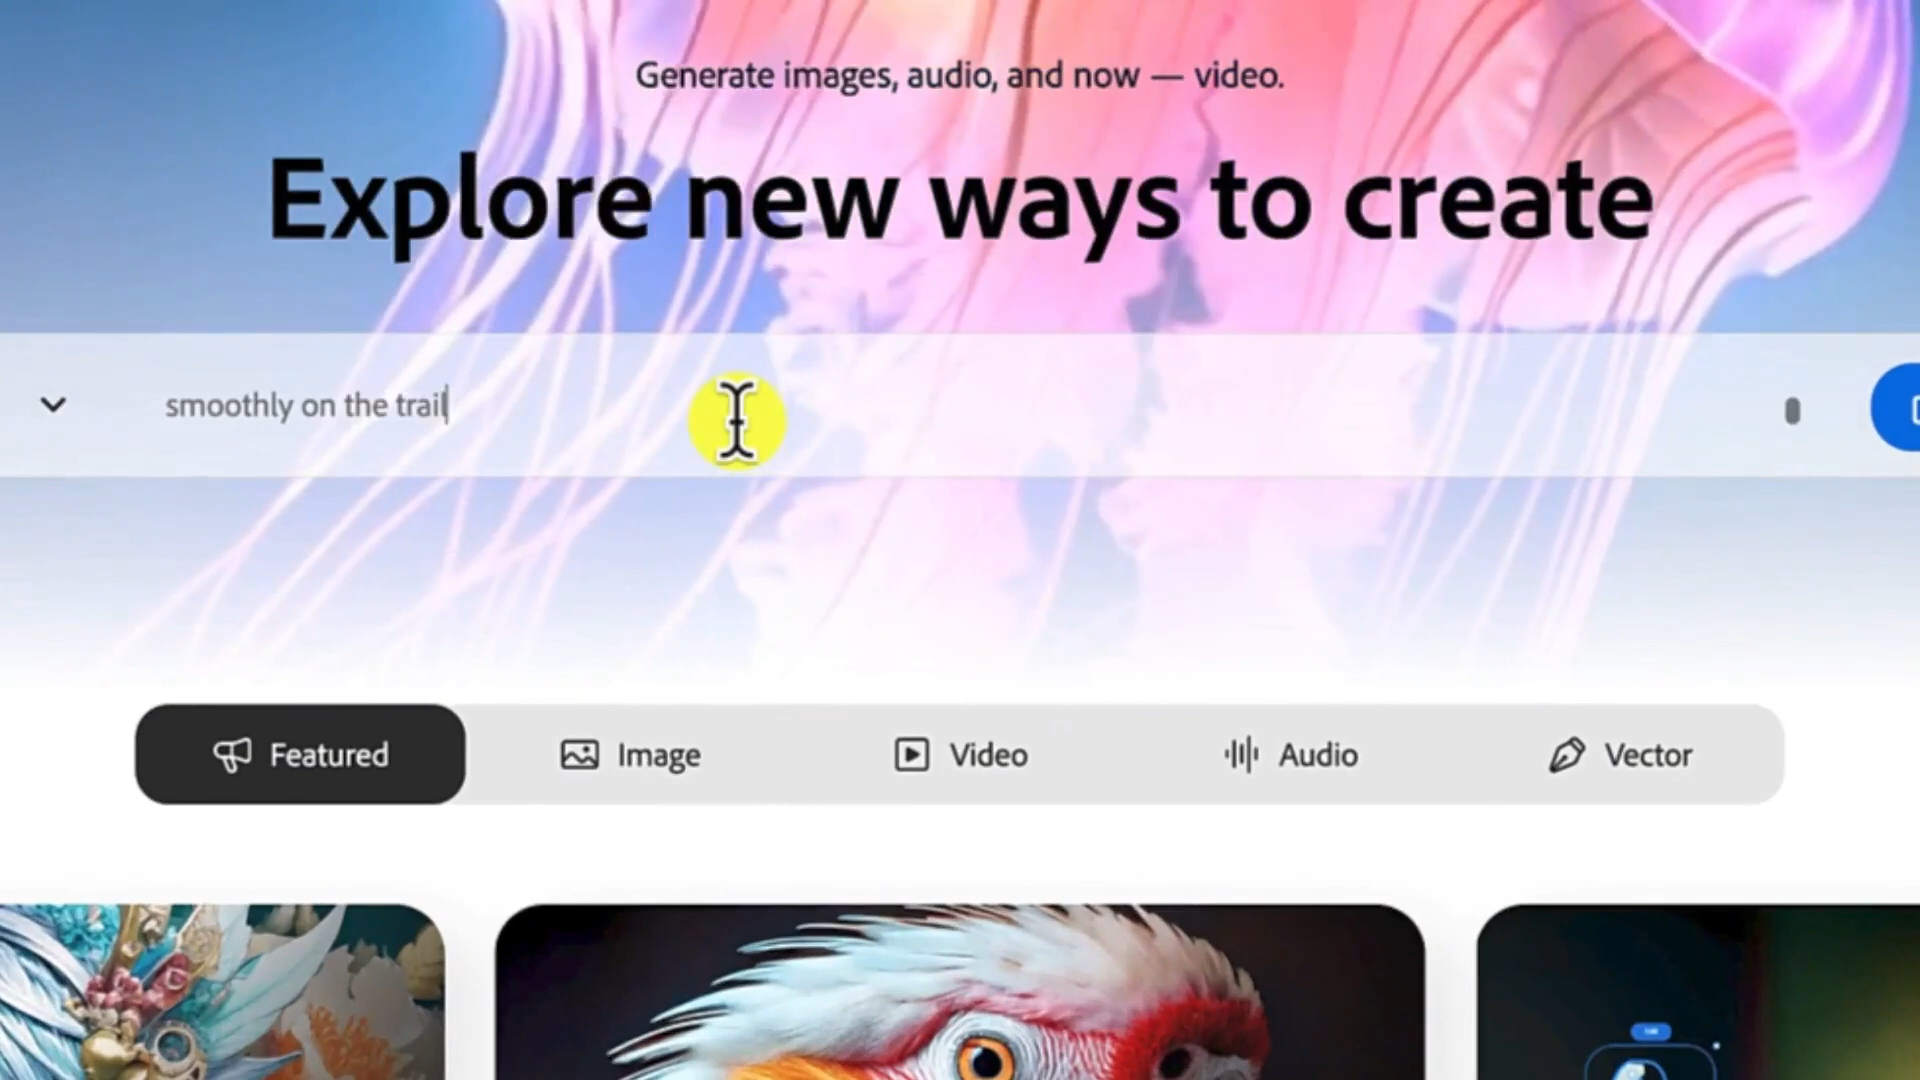 Generate images, audio, and now — video.
Explore new ways to create
smoothly on the trail
Featured
Image
Video
Audio
Vector